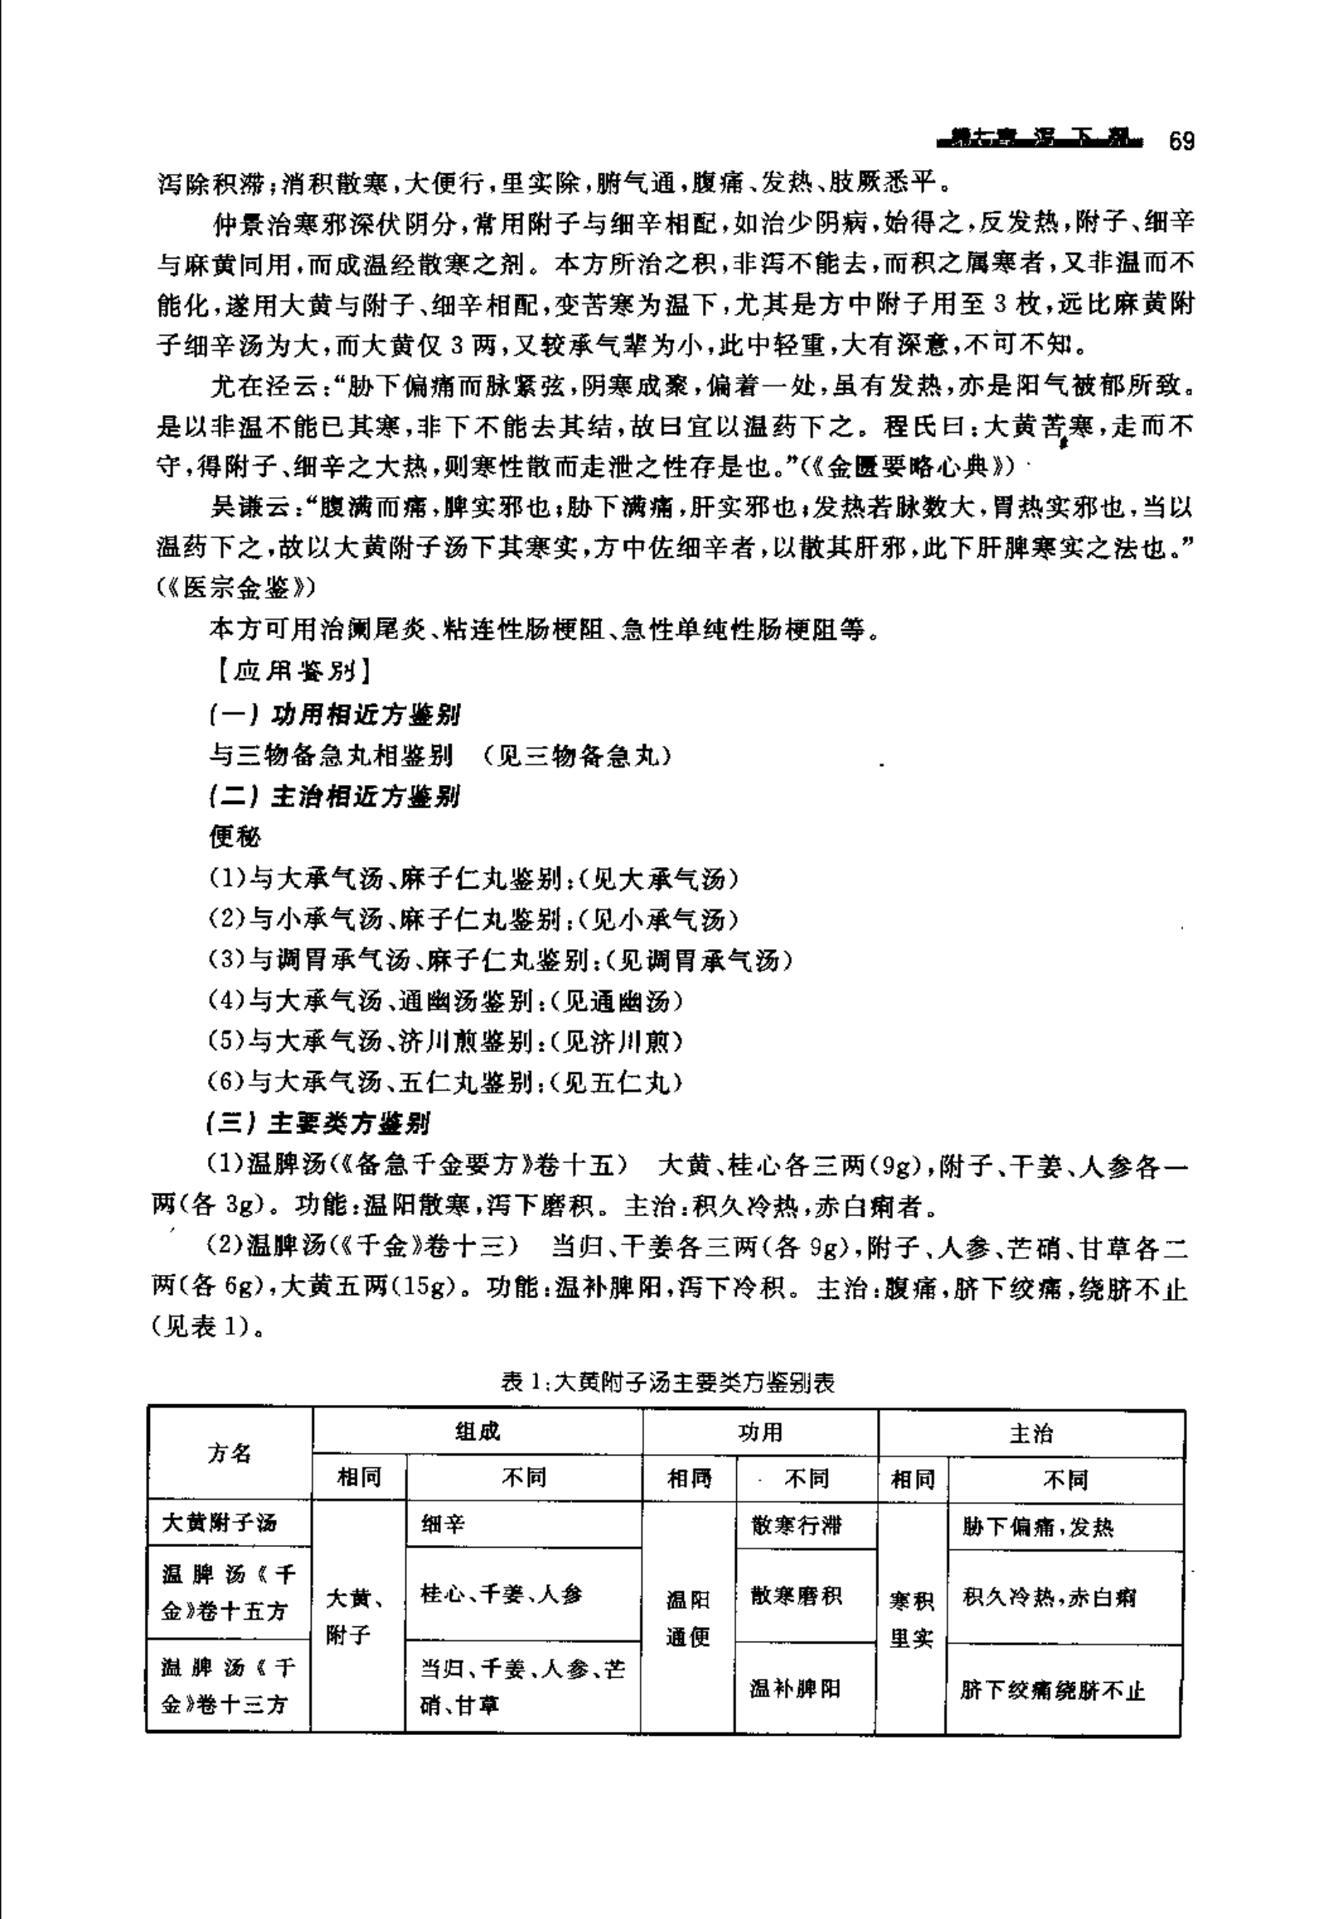 第七章 泻下剂 69
泻除积滞;消积散寒,大便行,里实除,腑气通,腹痛、发热、肢厥悉平。
仲景治寒邪深伏阴分,常用附子与细辛相配,如治少阴病,始得之,反发热,附子、细辛
与麻黄同用,而成温经散寒之剂。本方所治之积,非泻不能去,而积之属寒者,又非温而不
能化,遂用大黄与附子、细辛相配,变苦寒为温下,尤其是方中附子用至 3 枚,远比麻黄附
子细辛汤为大,而大黄仅 3 两,又较承气辈为小,此中轻重,大有深意,不可不知。
尤在泾云:“胁下偏痛而脉紧弦,阴寒成聚,偏着一处,虽有发热,亦是阳气被郁所致。
是以非温不能已其寒,非下不能去其结,故曰宜以温药下之。程氏曰:大黄苦寒,走而不
守,得附子、细辛之大热,则寒性散而走泄之性存是也。”(《金匮要略心典》)
吴谦云:“腹满而痛,脾实邪也;胁下满痛,肝实邪也;发热若脉数大,胃热实邪也,当以
温药下之,故以大黄附子汤下其寒实,方中佐细辛者,以散其肝邪,此下肝脾寒实之法也。”
(《医宗金鉴》)
本方可用治阑尾炎、粘连性肠梗阻、急性单纯性肠梗阻等。
【应用鉴别】
(一) 功用相近方鉴别
与三物备急丸相鉴别 (见三物备急丸)
(二) 主治相近方鉴别
便秘
(1)与大承气汤、麻子仁丸鉴别:(见大承气汤)
(2)与小承气汤、麻子仁丸鉴别:(见小承气汤)
(3)与调胃承气汤、麻子仁丸鉴别:(见调胃承气汤)
(4)与大承气汤、通幽汤鉴别:(见通幽汤)
(5)与大承气汤、济川煎鉴别:(见济川煎)
(6)与大承气汤、五仁丸鉴别:(见五仁丸)
(三) 主要类方鉴别
(1)温脾汤(《备急千金要方》卷十五) 大黄、桂心各三两(9g),附子、干姜、人参各一
两(各 3g)。功能:温阳散寒,泻下磨积。主治:积久冷热,赤白痢者。
(2)温脾汤(《千金》卷十三) 当归、干姜各三两(各 9g),附子、人参、芒硝、甘草各二
两(各 6g),大黄五两(15g)。功能:温补脾阳,泻下冷积。主治:腹痛,脐下绞痛,绕脐不止
(见表 1)。
表 1:大黄附子汤主要类方鉴别表
方名 组成 功用 主治
相同 不同 相同 不同 相同 不同
大黄附子汤 细辛 散寒行滞 胁下偏痛,发热
温脾汤《千
金》卷十五方
大黄、
附子
桂心、干姜、人参
温阳
通便
散寒磨积
寒积
里实
积久冷热,赤白痢
温脾汤《千
金》卷十三方
当归、干姜、人参、芒
硝、甘草
温补脾阳
脐下绞痛绕脐不止